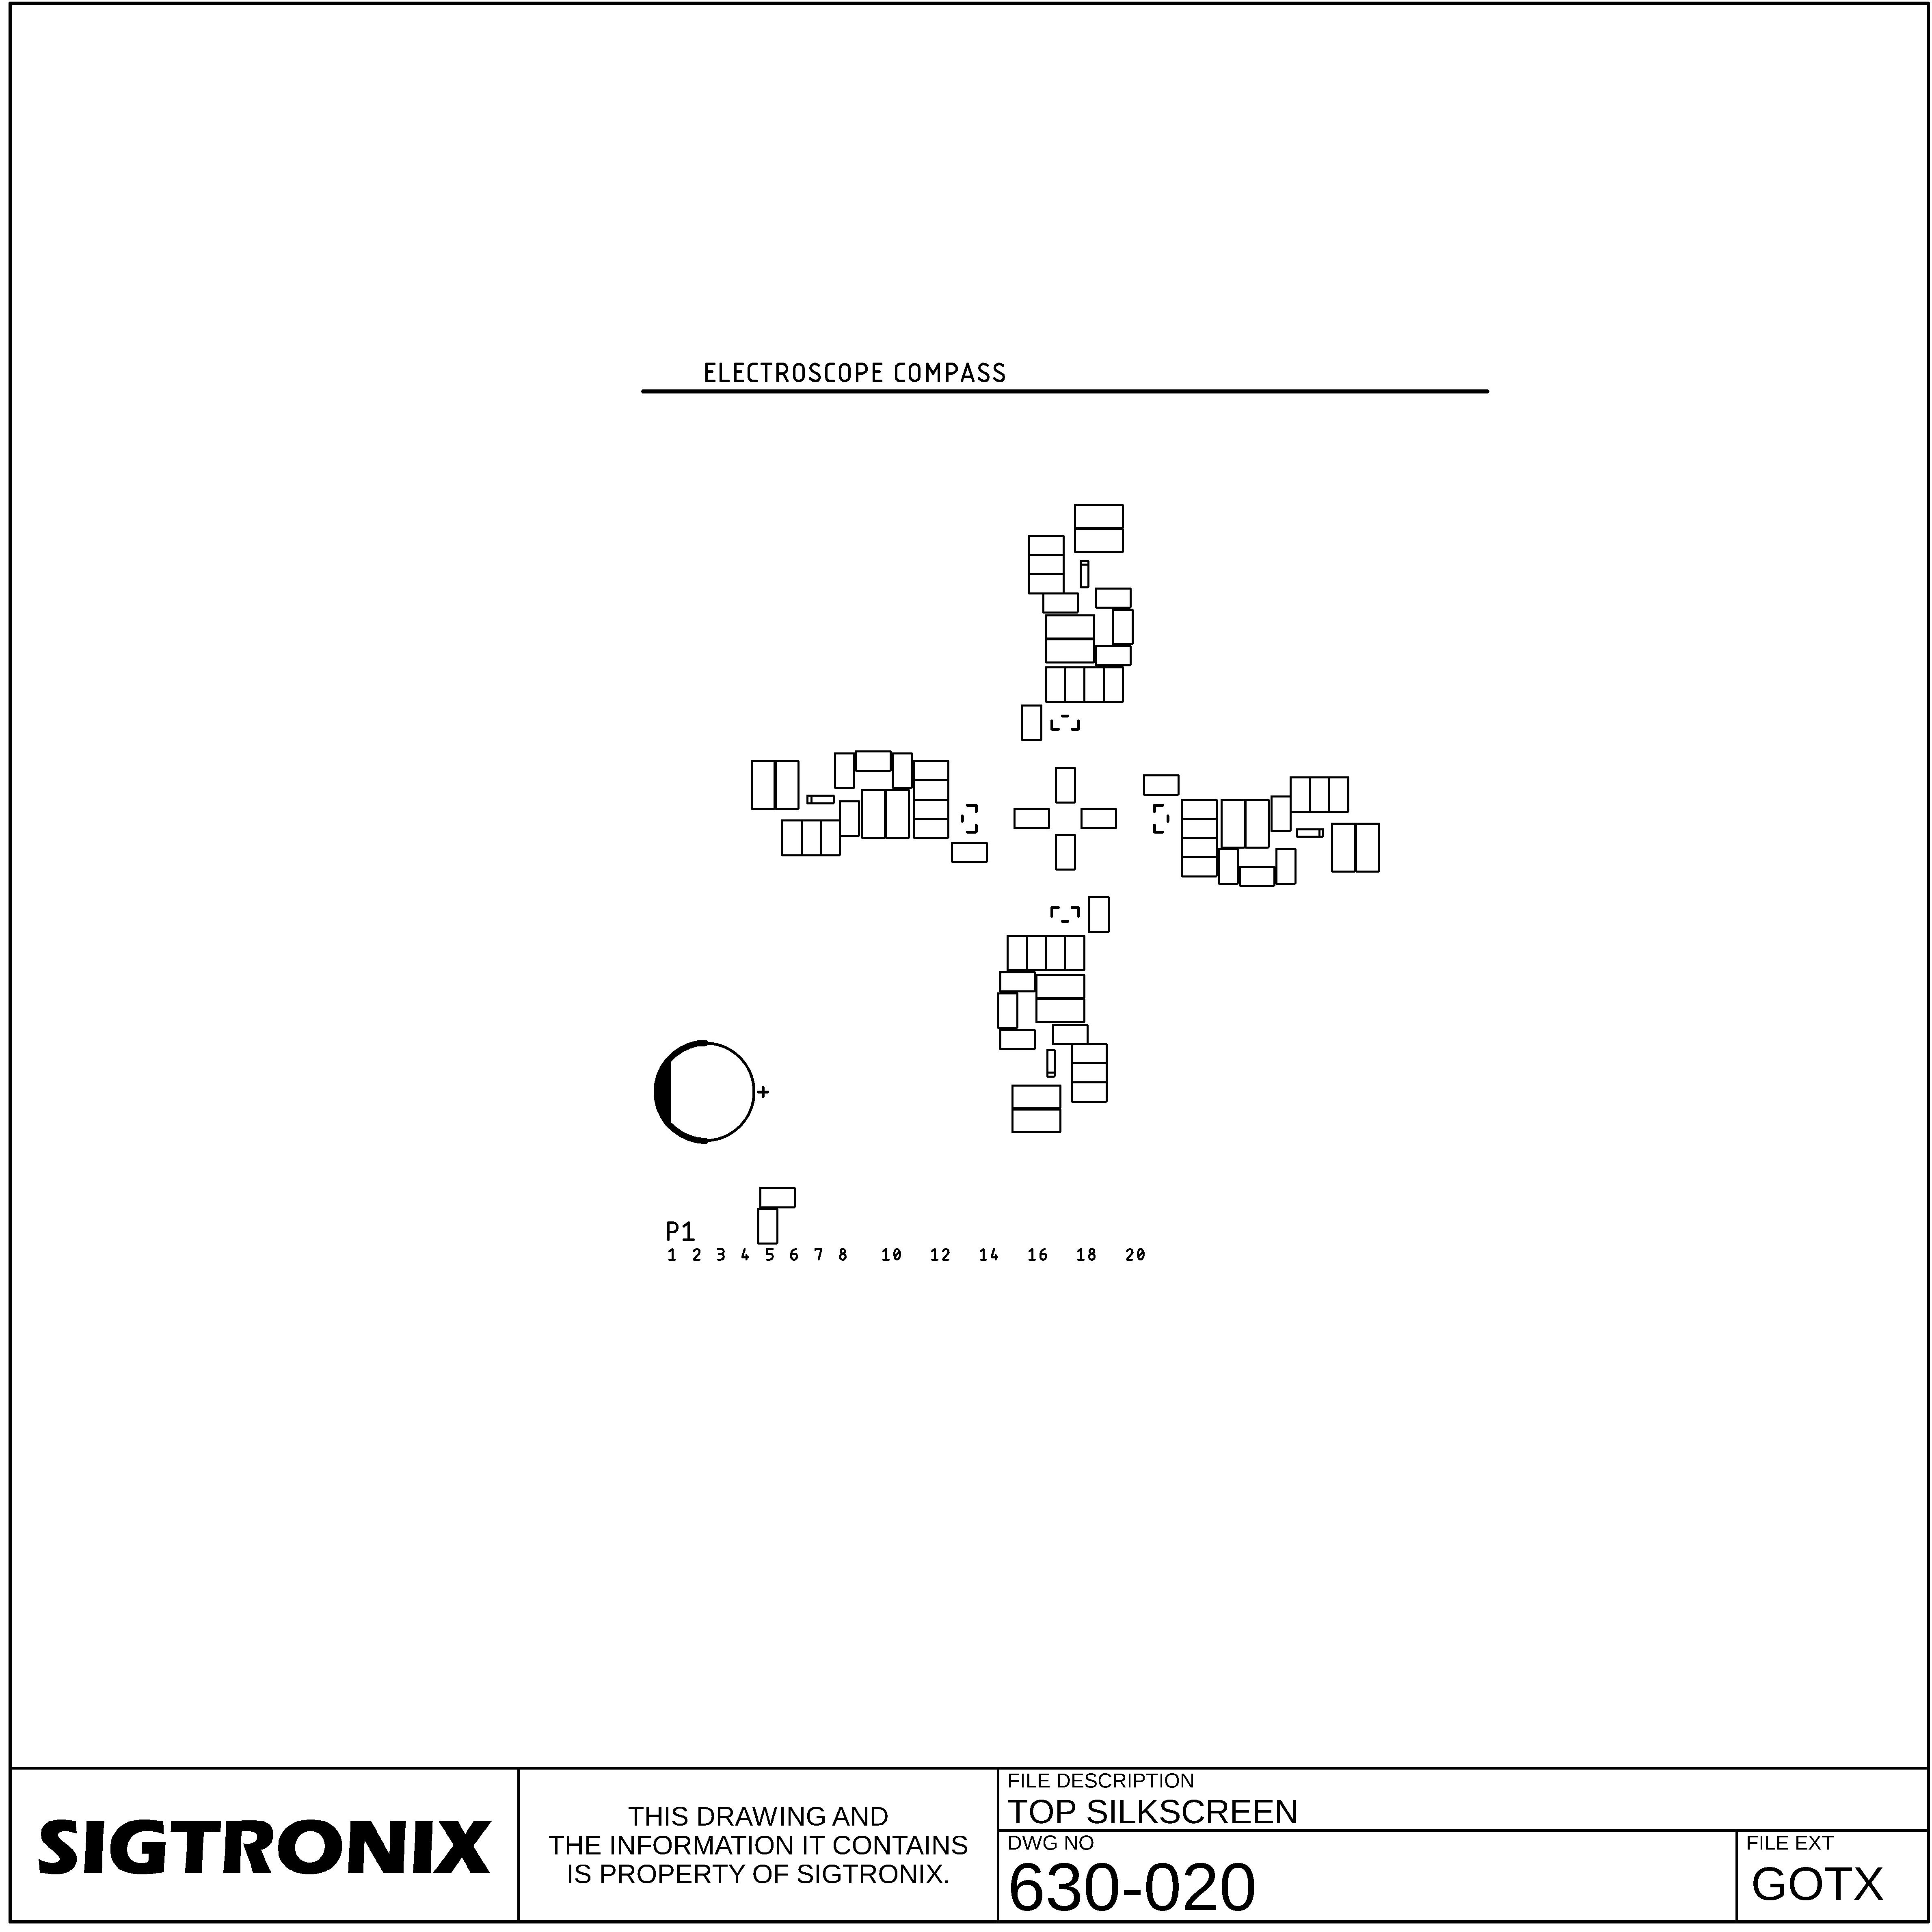 ELECTROSCOPE COMPASS
+
P1
1 2 3 4 5 6 7 8 10 12 14 16 18 20
SIGTRONIX
THIS DRAWING AND
THE INFORMATION IT CONTAINS
IS PROPERTY OF SIGTRONIX.
FILE DESCRIPTION
TOP SILKSCREEN
DWG NO
630-020
FILE EXT
GOTX